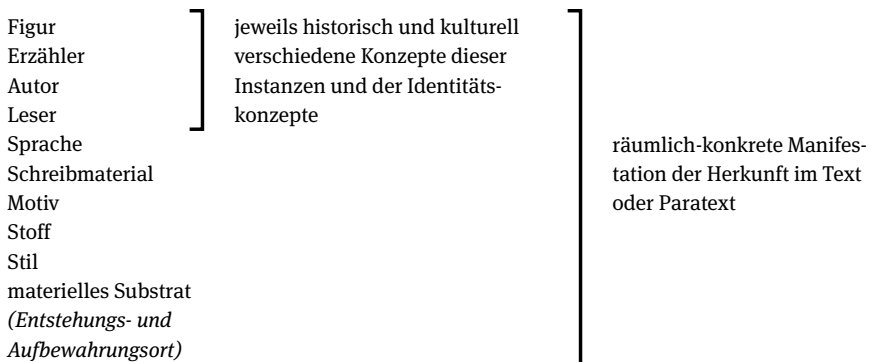 Figur
Erzähler
Autor
Leser
Sprache
Schreibmaterial
Motiv
Stoff
Stil
materielles Substrat
(Entstehungs- und
Aufbewahrungsort)
jeweils historisch und kulturell
verschiedene Konzepte dieser
Instanzen und der Identitäts-
konzepte
räumlich-konkrete Manifes-
tation der Herkunft im Text
oder Paratext